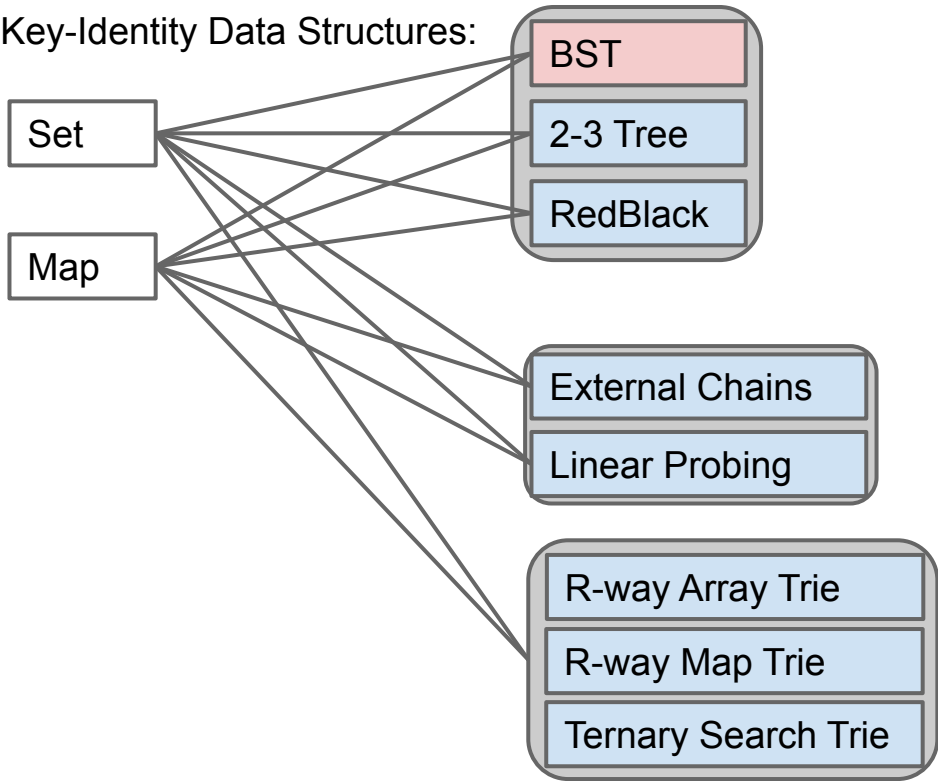 Key-Identity Data Structures:
BST
Set
2-3 Tree
RedBlack
Map
External Chains
Linear Probing
R-way Array Trie
R-way Map Trie
Ternary Search Trie